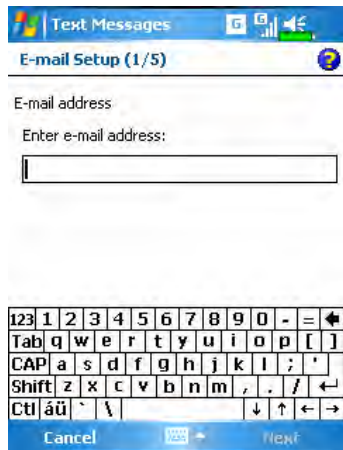 Text Messages G G
E-mail Setup (1/5) ?
E-mail address
Enter e-mail address:
123 1 2 3 4 5 6 7 8 9 0 - =
Tab q w e r t y u i o p [ ]
CAP a s d f g h j k l ; '
Shift z x c v b n m , . /
Ctl áü ` \
Cancel Next